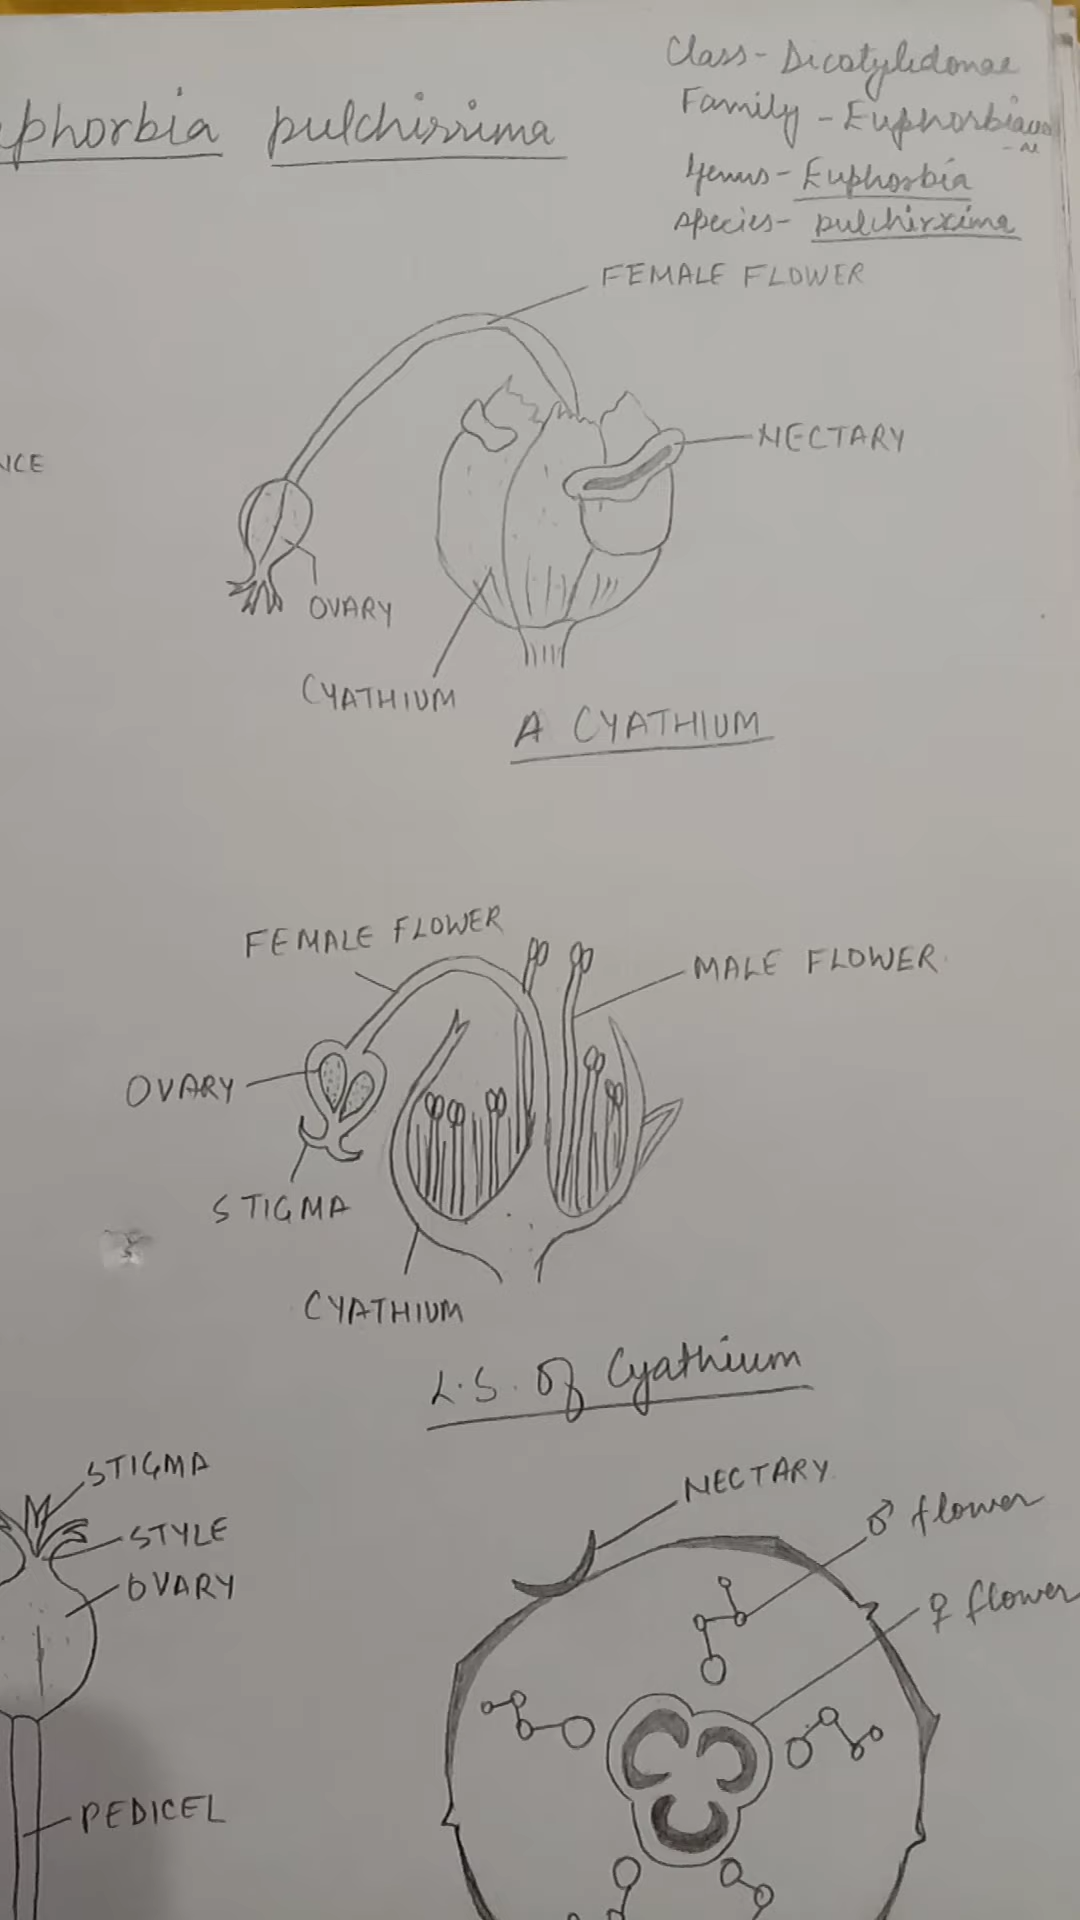 Class- Dicotyledonae
Family - Euphorbiaceae
uphorbia pulchirrima
Genus- Euphorbia
species- pulchirrima
FEMALE FLOWER
NECTARY
NCE
OVARY
CYATHIUM
A CYATHIUM
FEMALE FLOWER
MALE FLOWER
OVARY
STIGMA
CYATHIUM
L.S. of Cyathium
STIGMA
NECTARY
♂ flower
STYLE
OVARY
♀ flower
PEDICEL